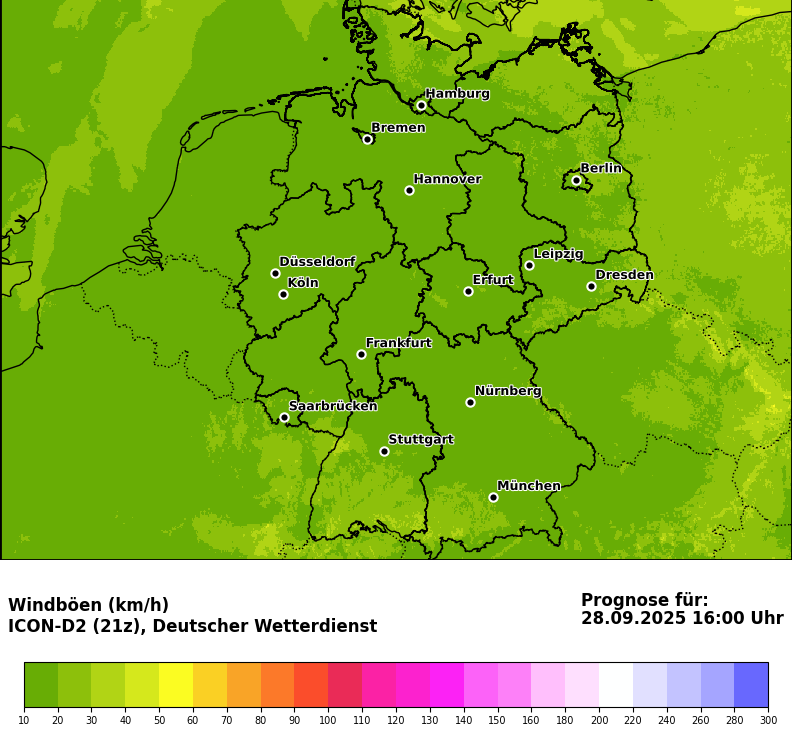 Hamburg
Bremen
Berlin
Hannover
Leipzig
Düsseldorf
Dresden
Köln
Erfurt
Frankfurt
Nürnberg
Saarbrücken
Stuttgart
München
Windböen (km/h)
ICON-D2 (21z), Deutscher Wetterdienst
Prognose für:
28.09.2025 16:00 Uhr
10 20 30 40 50 60 70 80 90 100 110 120 130 140 150 160 180 200 220 240 260 280 300